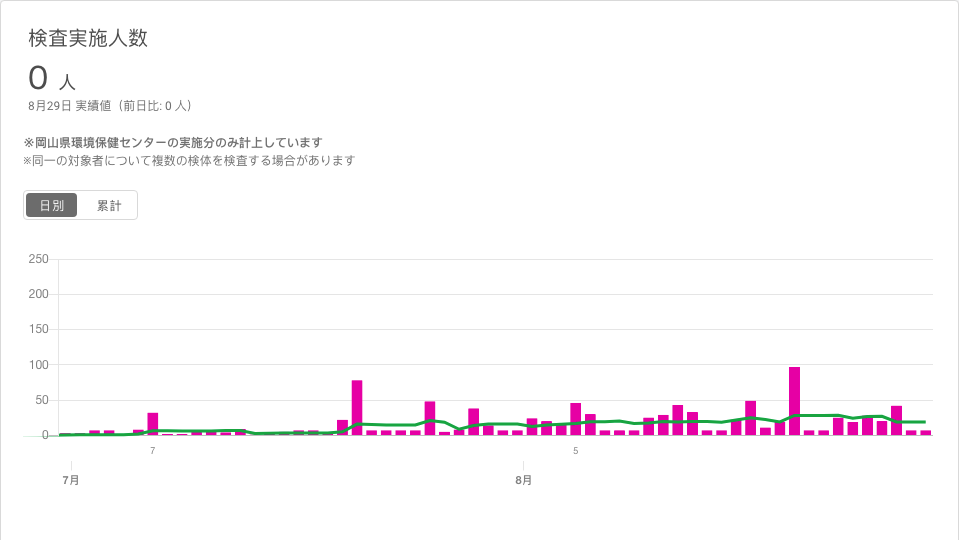 検査実施人数
0 人
8月29日 実績値（前日比: 0 人）
※岡山県環境保健センターの実施分のみ計上しています
※同一の対象者について複数の検体を検査する場合があります
日別 累計
250
200
150
100
50
0
7 5
7月 8月